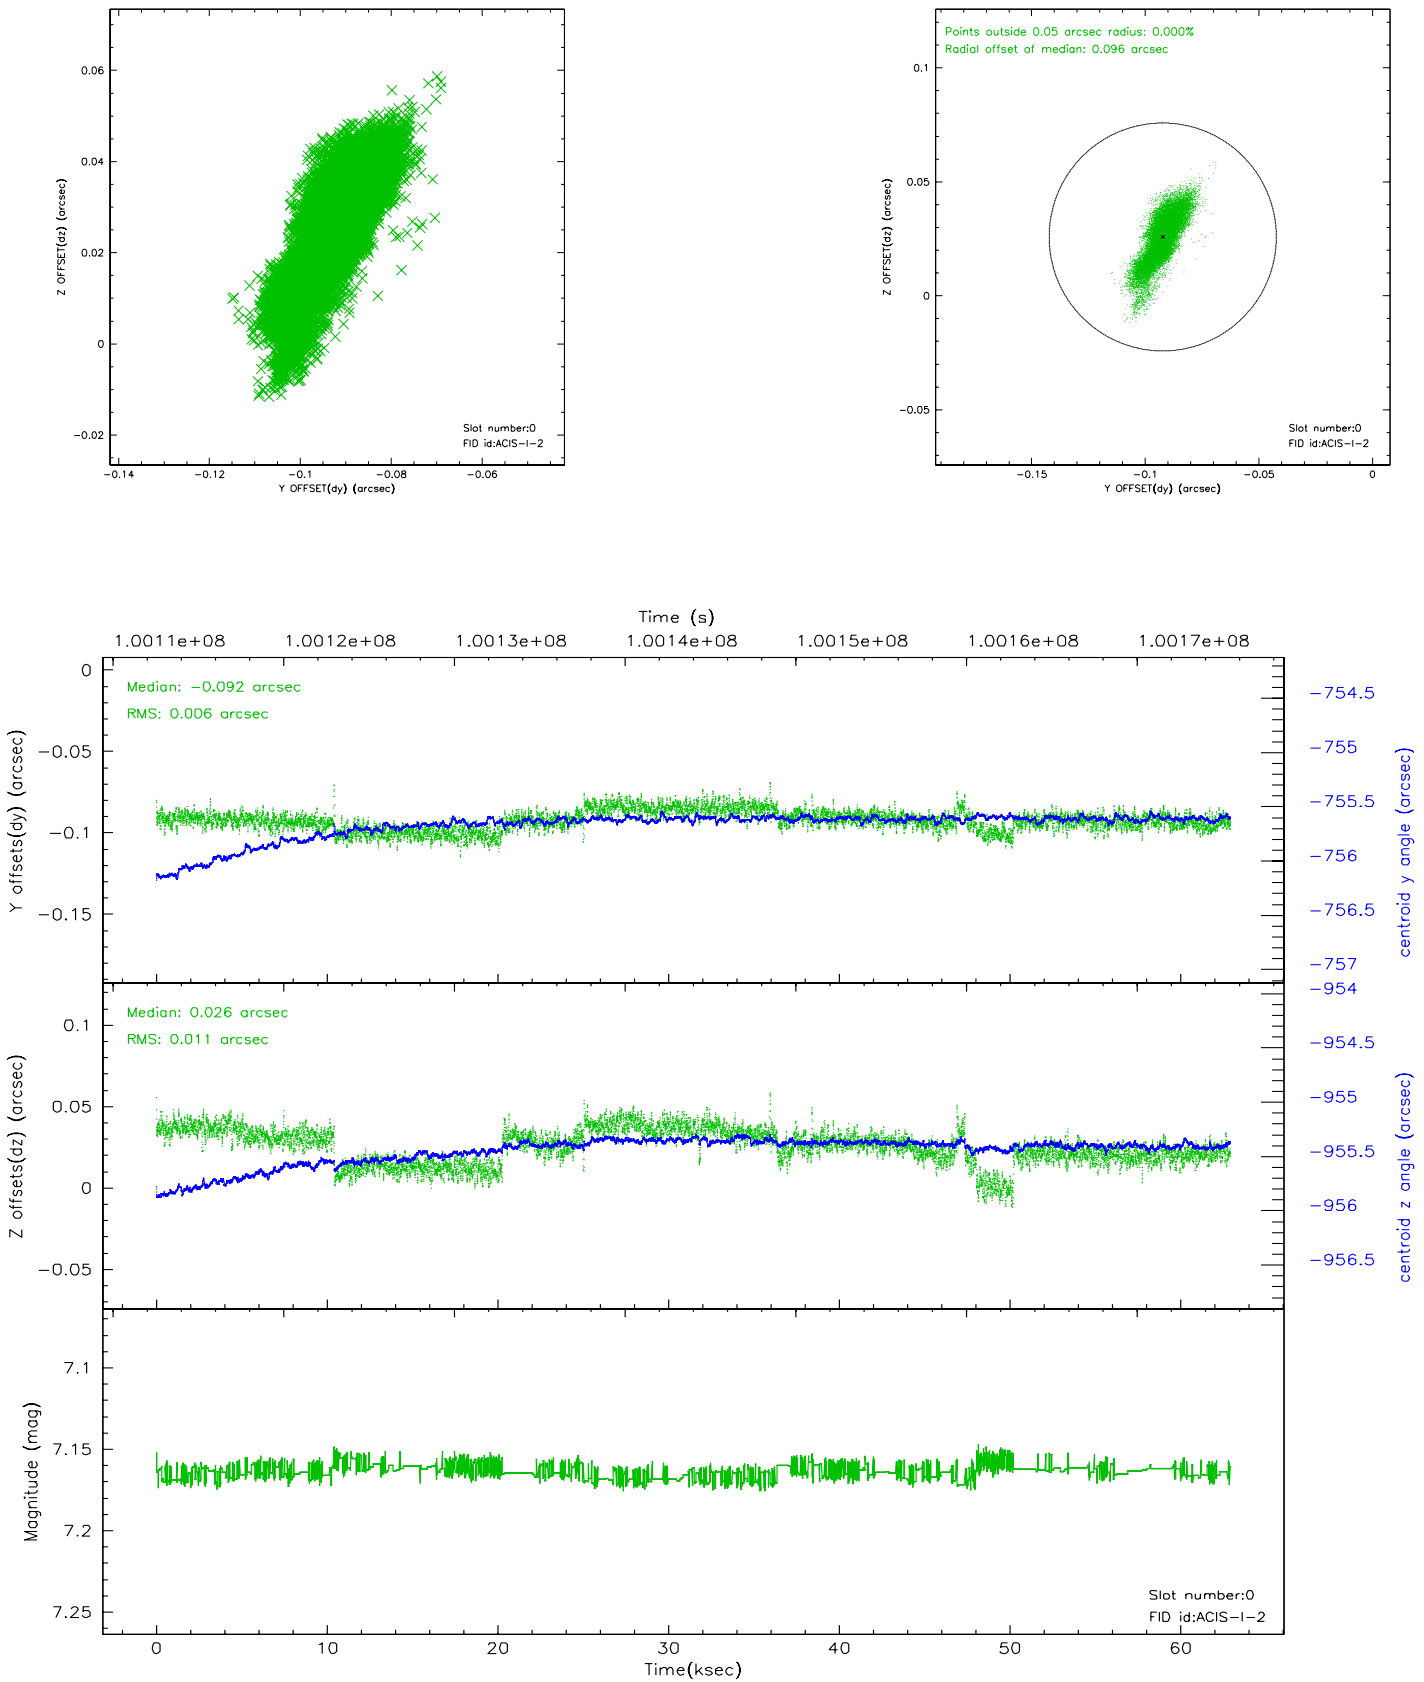 0.06
0.04
0.02
0
-0.02
Z OFFSET(dz) (arcsec)
-0.14 -0.12 -0.1 -0.08 -0.06
Y OFFSET(dy) (arcsec)
Slot number:0
FID id:ACIS-I-2
Points outside 0.05 arcsec radius: 0.000%
Radial offset of median: 0.096 arcsec
0.1
0.05
0
-0.05
Z OFFSET(dz) (arcsec)
-0.15 -0.1 -0.05 0
Y OFFSET(dy) (arcsec)
Slot number:0
FID id:ACIS-I-2
Time (s)
1.0011e+08 1.0012e+08 1.0013e+08 1.0014e+08 1.0015e+08 1.0016e+08 1.0017e+08
Median: -0.092 arcsec
RMS: 0.006 arcsec
0
-0.05
-0.1
-0.15
Y offsets(dy) (arcsec)
-754.5
-755
-755.5
-756
-756.5
-757
centroid y angle (arcsec)
Median: 0.026 arcsec
RMS: 0.011 arcsec
0.1
0.05
0
-0.05
Z offsets(dz) (arcsec)
-954
-954.5
-955
-955.5
-956
-956.5
centroid z angle (arcsec)
7.1
7.15
7.2
7.25
Magnitude (mag)
Slot number:0
FID id:ACIS-I-2
0 10 20 30 40 50 60
Time(ksec)